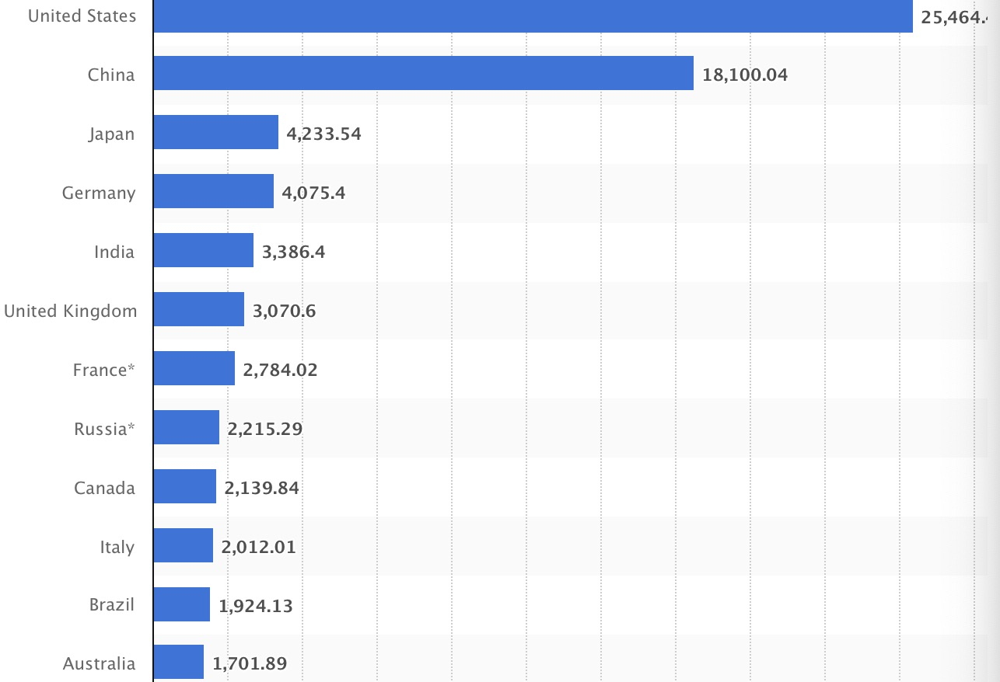 United States 25,464.
China 18,100.04
Japan 4,233.54
Germany 4,075.4
India 3,386.4
United Kingdom 3,070.6
France* 2,784.02
Russia* 2,215.29
Canada 2,139.84
Italy 2,012.01
Brazil 1,924.13
Australia 1,701.89